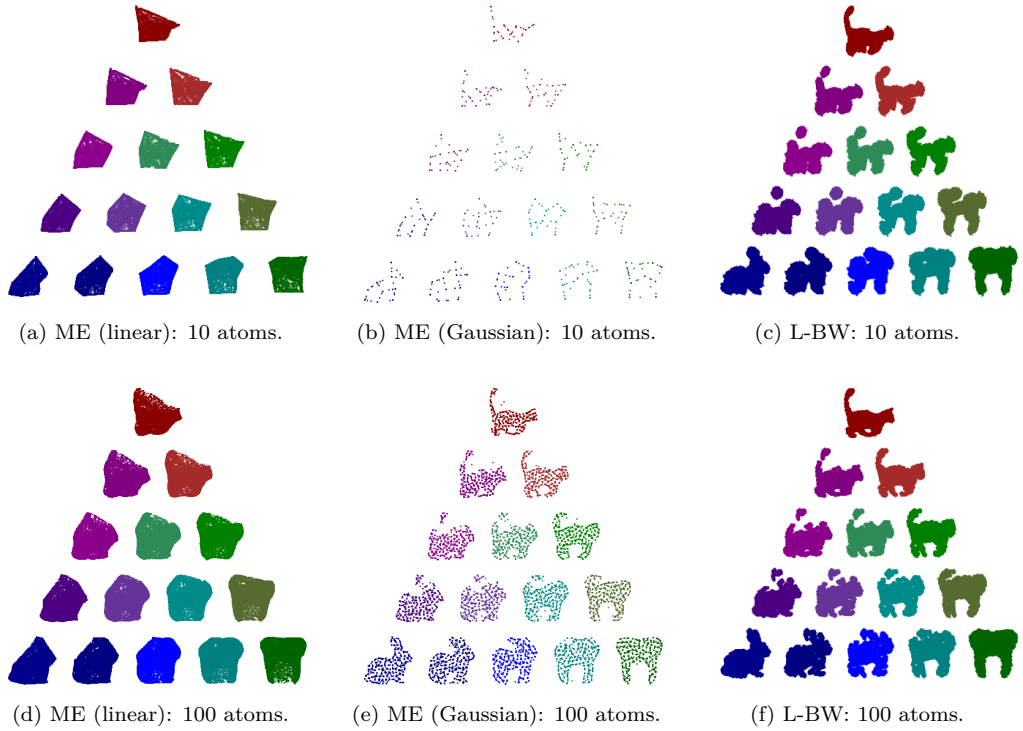 (a) ME (linear): 10 atoms.
(b) ME (Gaussian): 10 atoms.
(c) L-BW: 10 atoms.
(d) ME (linear): 100 atoms.
(e) ME (Gaussian): 100 atoms.
(f) L-BW: 100 atoms.